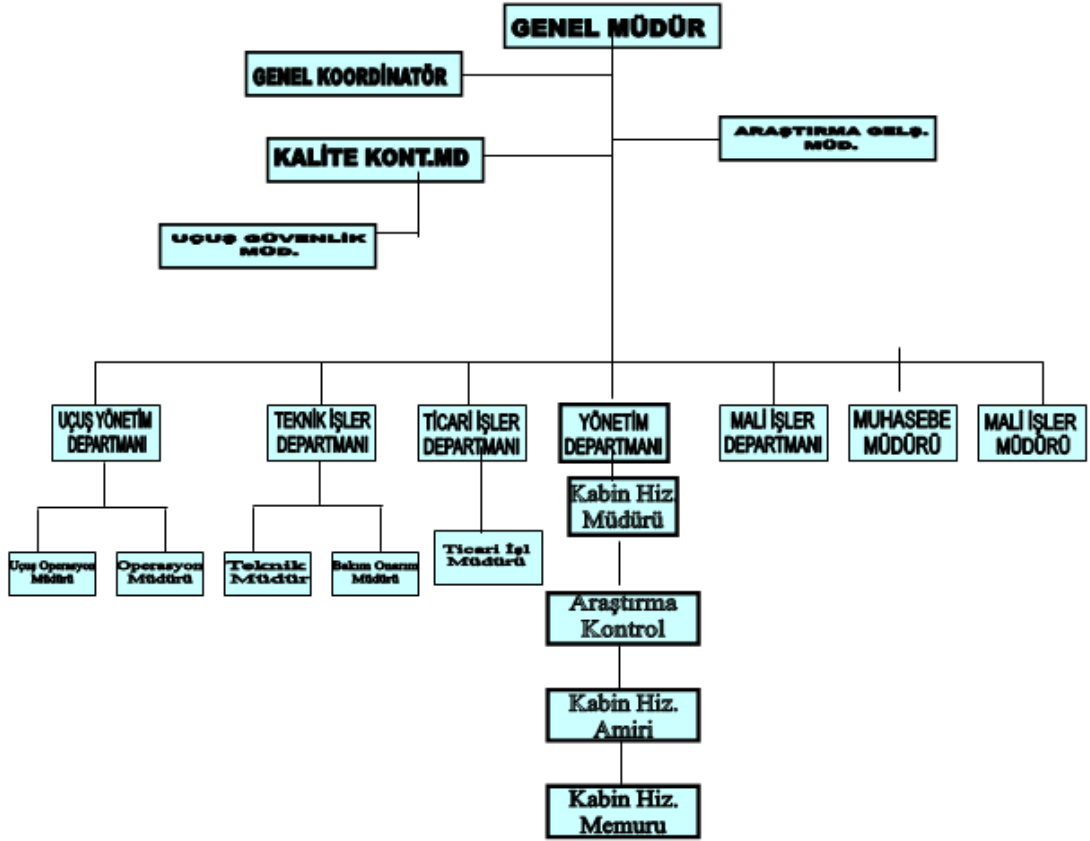 GENEL MÜDÜR
GENEL KOORDİNATÖR
ARAŞTIRMA GELŞ.
MÜD.
KALİTE KONT.MD
UÇUŞ GÜVENLİK
MÜD.
UÇUŞ YÖNETİM
DEPARTMANI
TEKNİK İŞLER
DEPARTMANI
TİCARİ İŞLER
DEPARTMANI
YÖNETİM
DEPARTMANI
MALİ İŞLER
DEPARTMANI
MUHASEBE
MÜDÜRÜ
MALİ İŞLER
MÜDÜRÜ
Kabin Hiz.
Müdürü
Uçuş Operasyon
Müdürü
Operasyon
Müdürü
Teknik
Müdür
Bakım Onarım
Müdürü
Ticari İşl
Müdürü
Araştırma
Kontrol
Kabin Hiz.
Amiri
Kabin Hiz.
Memuru